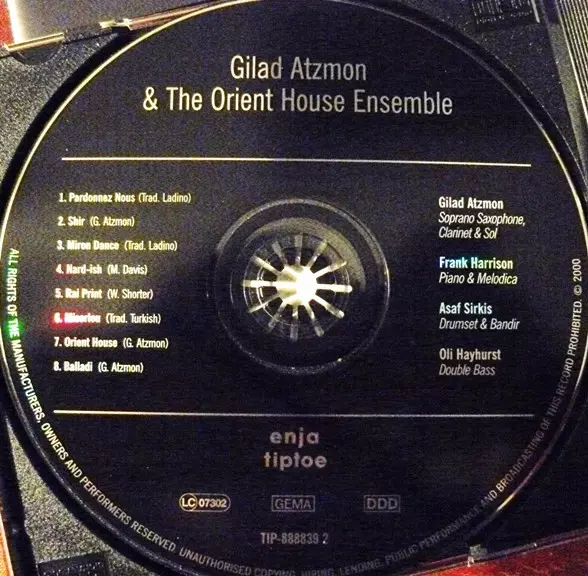 Gilad Atzmon
& The Orient House Ensemble
1. Pardonnez Nous (Trad. Ladino)
2. Shir (G. Atzmon)
3. Miron Dance (Trad. Ladino)
4. Nard-ish (M. Davis)
5. Rai Print (W. Shorter)
6. Miserlou (Trad. Turkish)
7. Orient House (G. Atzmon)
8. Balladi (G. Atzmon)
Gilad Atzmon
Soprano Saxophone,
Clarinet & Sol
Frank Harrison
Piano & Melodica
Asaf Sirkis
Drumset & Bandir
Oli Hayhurst
Double Bass
enja
tiptoe
LC 07302
GEMA
DDD
TIP-888839 2
ALL RIGHTS OF THE MANUFACTURERS, OWNERS AND PERFORMERS RESERVED. UNAUTHORISED COPYING, HIRING, LENDING, PUBLIC PERFORMANCE AND BROADCASTING OF THIS RECORD PROHIBITED. © 2000